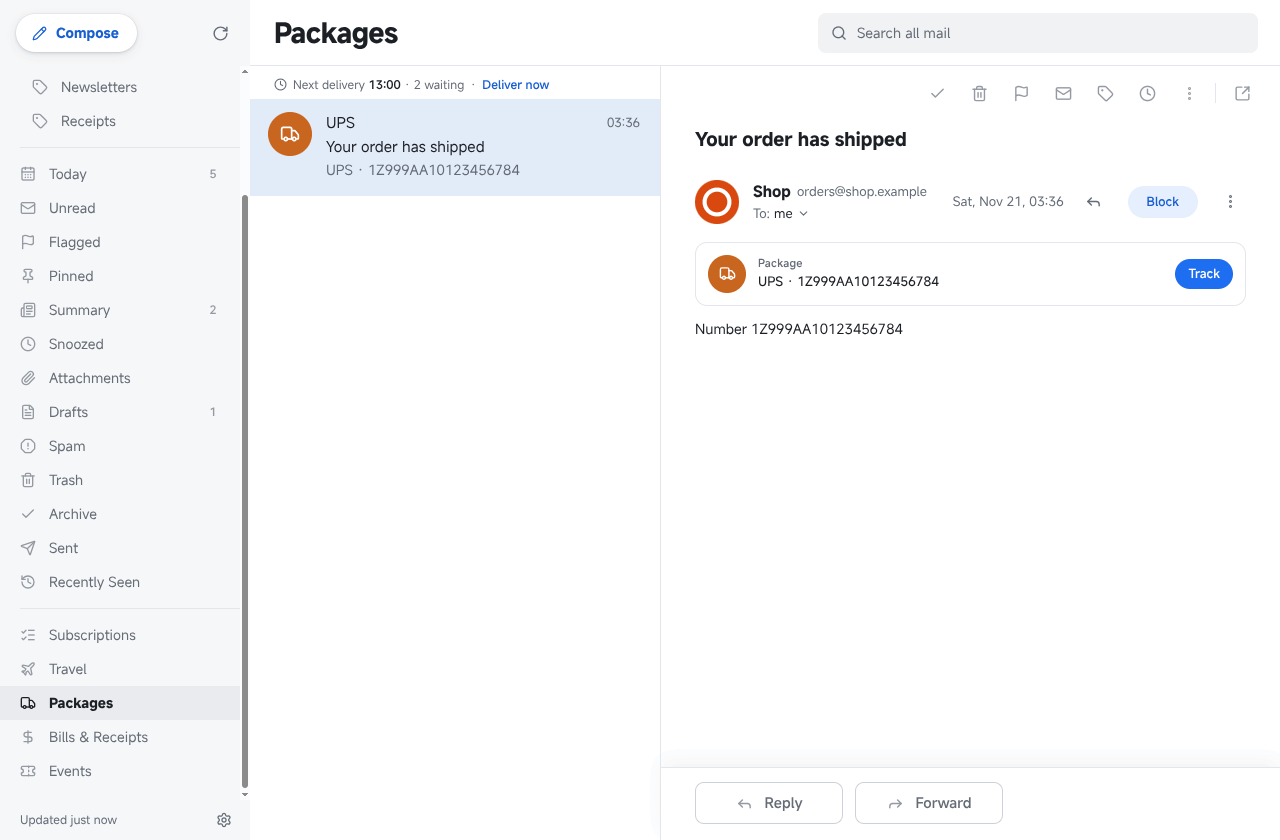 Compose
Newsletters
Receipts
Today 5
Unread
Flagged
Pinned
Summary 2
Snoozed
Attachments
Drafts 1
Spam
Trash
Archive
Sent
Recently Seen
Subscriptions
Travel
Packages
Bills & Receipts
Events
Updated just now
Packages
Search all mail
Next delivery 13:00 · 2 waiting · Deliver now
UPS 03:36
Your order has shipped
UPS · 1Z999AA10123456784
Your order has shipped
Shop orders@shop.example Sat, Nov 21, 03:36 Block
To: me
Package
UPS · 1Z999AA10123456784
Track
Number 1Z999AA10123456784
Reply Forward